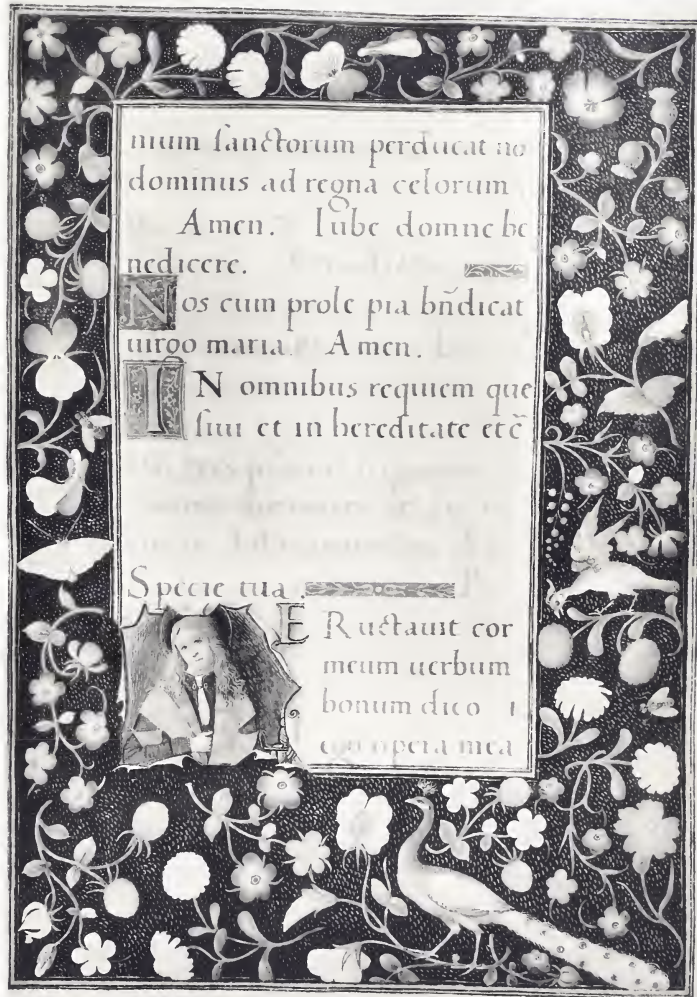 nium sanctorum perducat no
dominus ad regna celorum
Amen. Iube domne be
nedicere.
Nos cum prole pia bñdicat
uirgo maria. Amen.
IN omnibus requiem que
siui et in hereditate etc̃
Specie tua.
ERuctauit cor
meum uerbum
bonum dico
ego opera mea